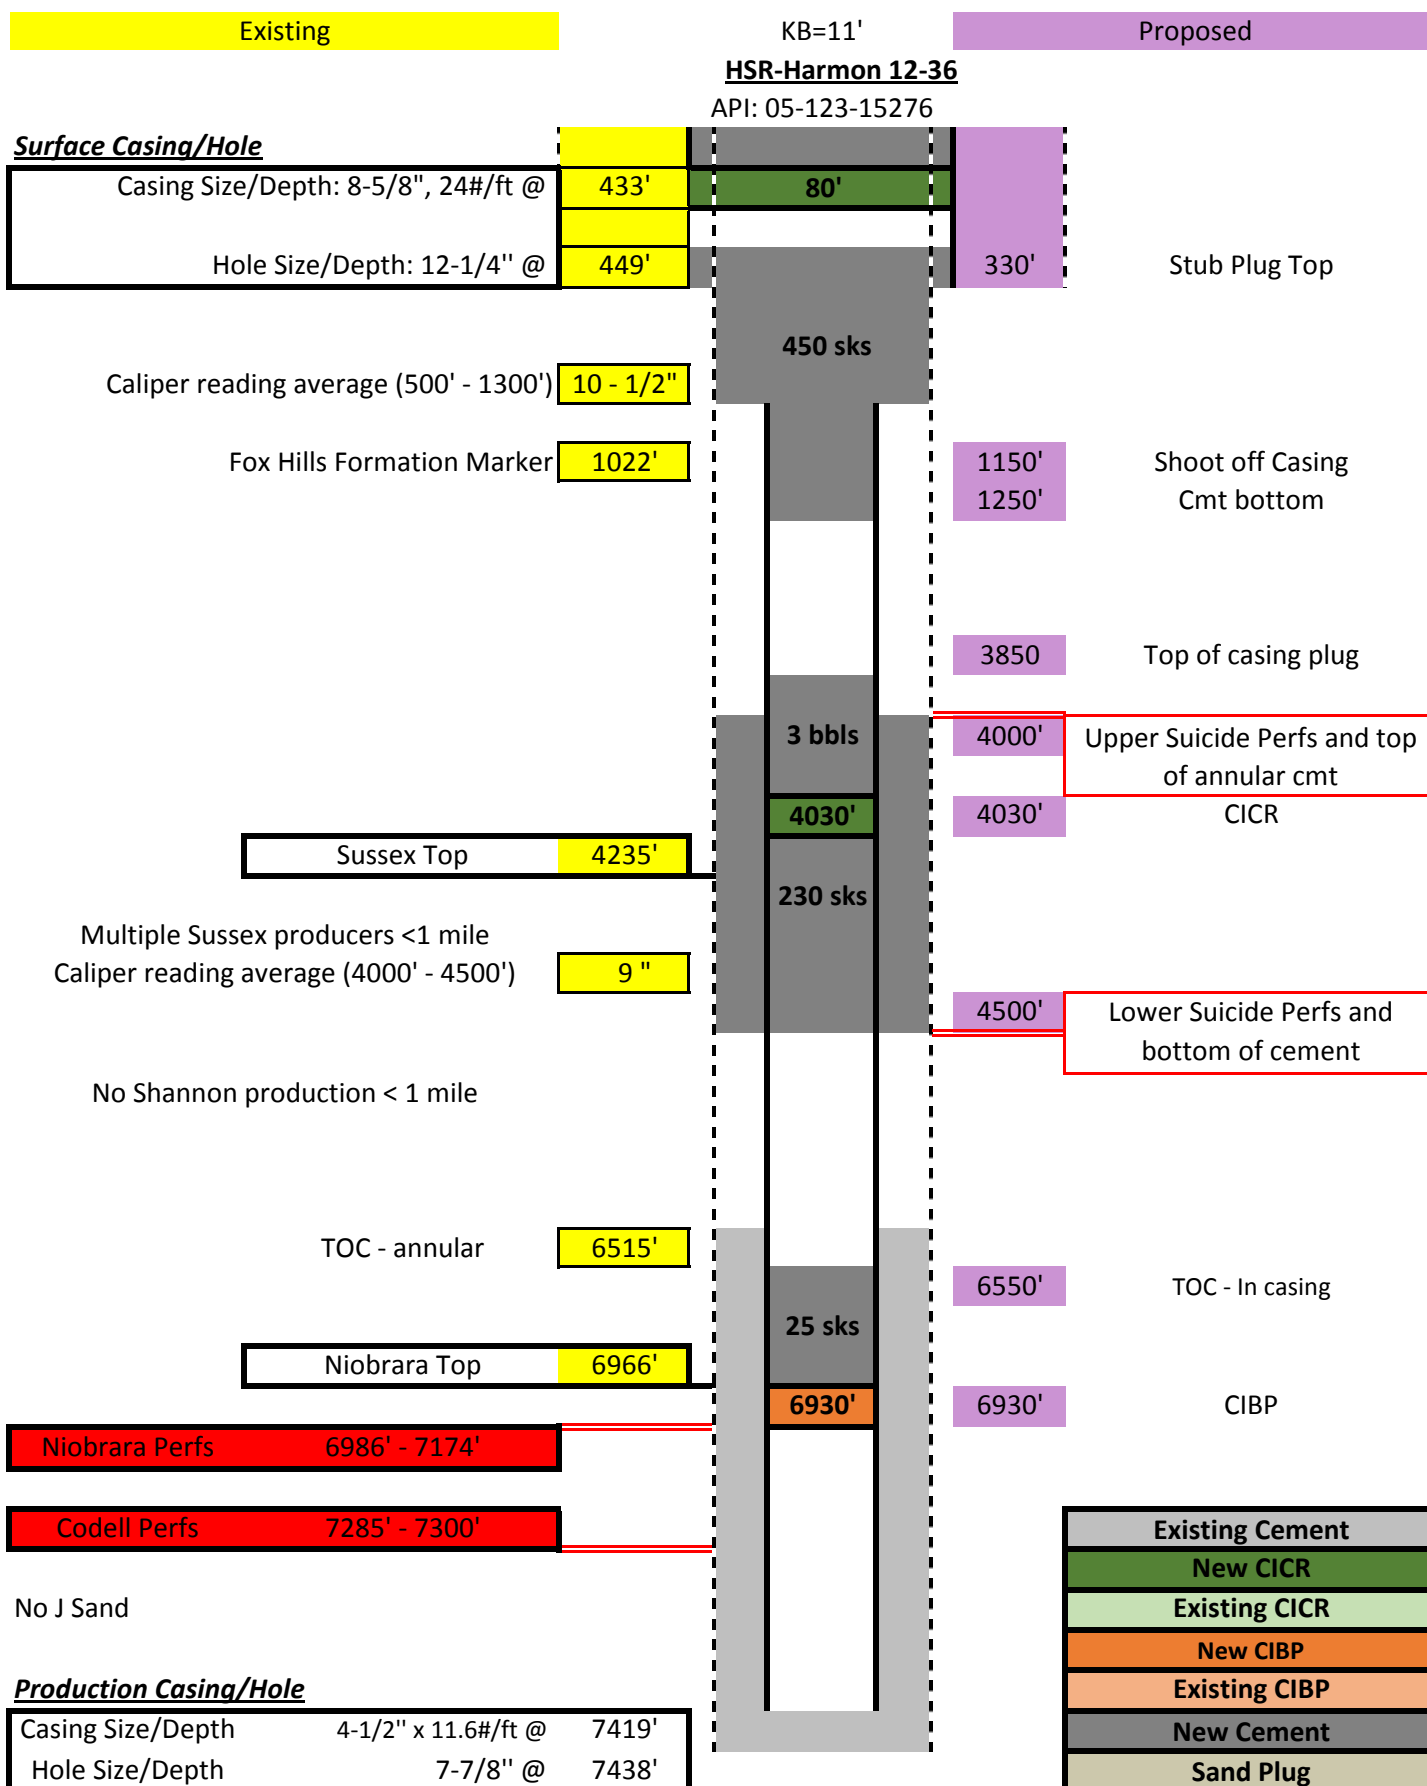 Existing KB=11' Proposed
HSR-Harmon 12-36
API: 05-123-15276
Surface Casing/Hole
Casing Size/Depth: 8-5/8", 24#/ft @ 433' 80'
Hole Size/Depth: 12-1/4'' @ 449' 330' Stub Plug Top
450 sks
Caliper reading average (500' - 1300') 10 - 1/2"
Fox Hills Formation Marker 1022' 1150' Shoot off Casing
1250' Cmt bottom
3850 Top of casing plug
3 bbls 4000' Upper Suicide Perfs and top
of annular cmt
4030' 4030' CICR
Sussex Top 4235'
230 sks
Multiple Sussex producers <1 mile
Caliper reading average (4000' - 4500') 9 "
4500' Lower Suicide Perfs and
bottom of cement
No Shannon production < 1 mile
TOC - annular 6515'
6550' TOC - In casing
25 sks
Niobrara Top 6966'
6930' 6930' CIBP
Niobrara Perfs 6986' - 7174'
Codell Perfs 7285' - 7300'
Existing Cement
New CICR
No J Sand
Existing CICR
New CIBP
Production Casing/Hole
Existing CIBP
Casing Size/Depth 4-1/2'' x 11.6#/ft @ 7419'
New Cement
Hole Size/Depth 7-7/8'' @ 7438'
Sand Plug